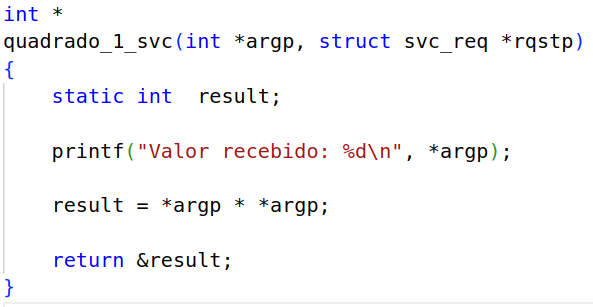 int *
quadrado_1_svc(int *argp, struct svc_req *rqstp)
{
    static int  result;
    printf("Valor recebido: %d\n", *argp);
    result = *argp * *argp;
    return &result;
}